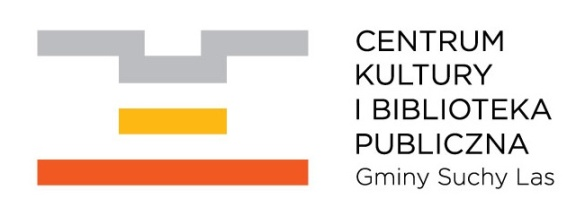 CENTRUM
KULTURY
I BIBLIOTEKA
PUBLICZNA
Gminy Suchy Las